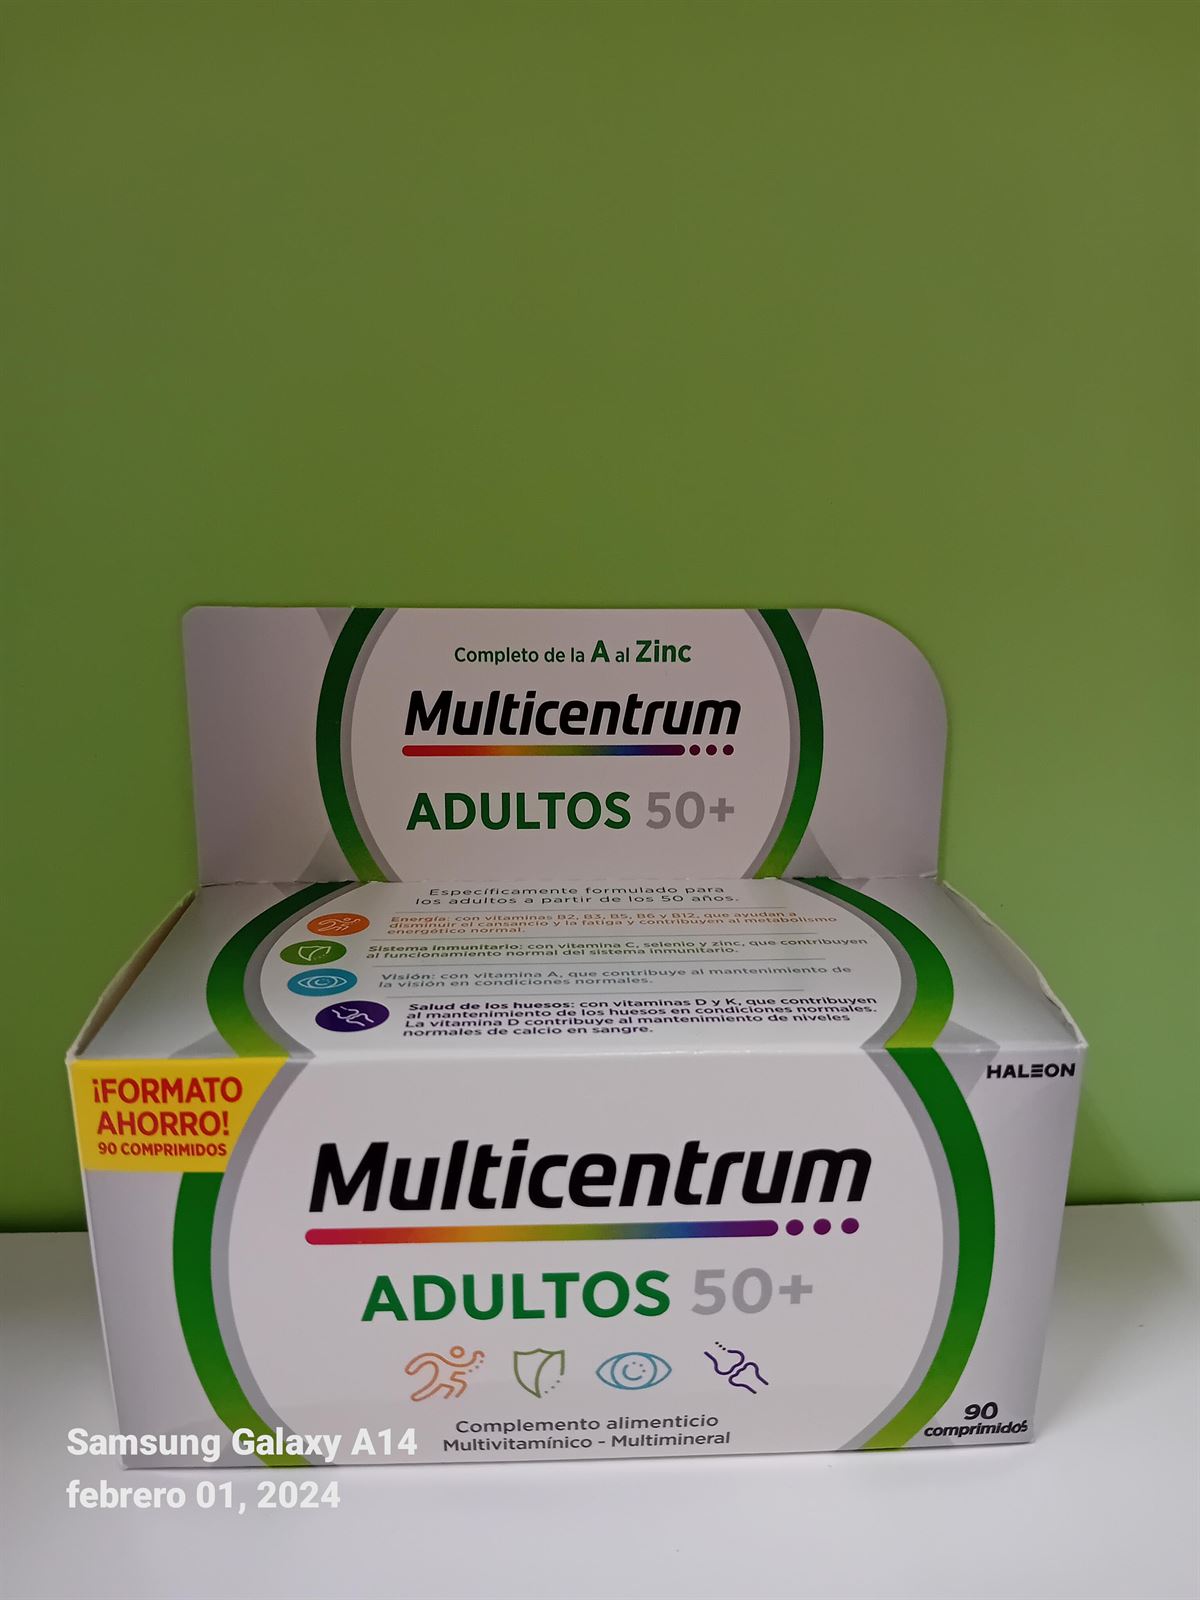 Completo de la A al Zinc
Multicentrum
ADULTOS 50+
Específicamente formulado para
los adultos a partir de los 50 años.
Energía: con vitaminas B2, B3, B5, B6 y B12, que ayudan a
disminuir el cansancio y la fatiga y contribuyen al metabolismo
energético normal.
Sistema Inmunitario: con vitamina C, selenio y zinc, que contribuyen
al funcionamiento normal del sistema inmunitario.
Visión: con vitamina A, que contribuye al mantenimiento de
la visión en condiciones normales.
Salud de los huesos: con vitaminas D y K, que contribuyen
al mantenimiento de los huesos en condiciones normales.
La vitamina D contribuye al mantenimiento de niveles
normales de calcio en sangre.
¡FORMATO
AHORRO!
90 COMPRIMIDOS
HALEON
Multicentrum
ADULTOS 50+
Complemento alimenticio
Multivitamínico - Multimineral
90
comprimidos
Samsung Galaxy A14
febrero 01, 2024